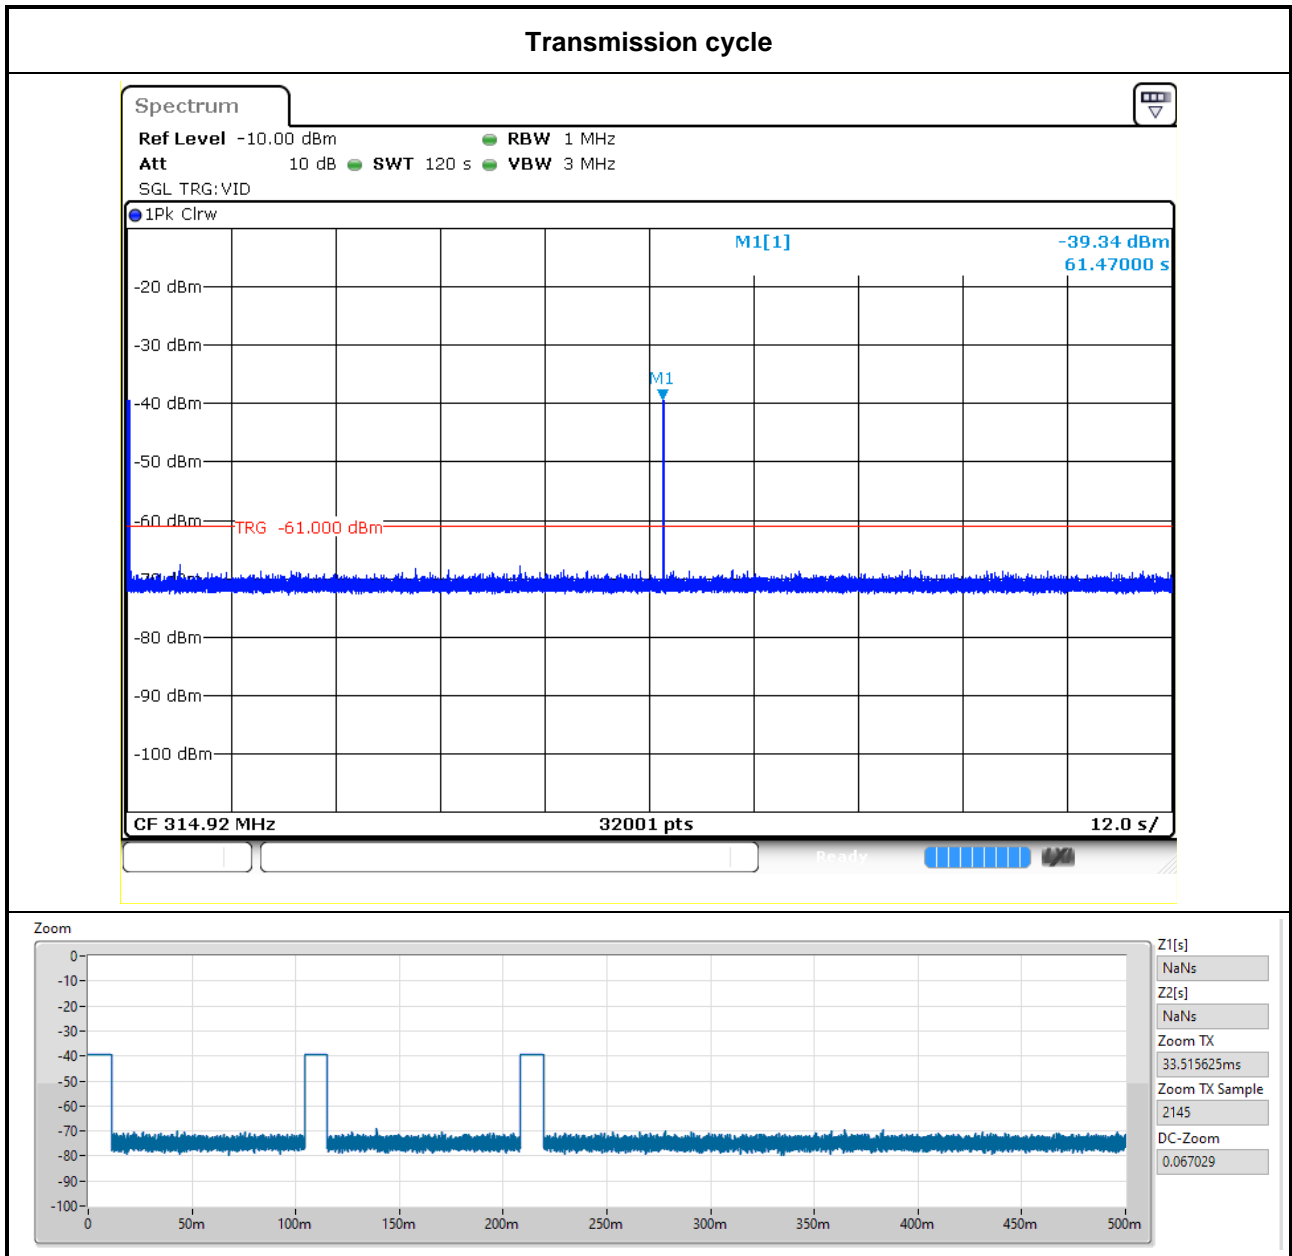 Transmission cycle
Spectrum
Ref Level -10.00 dBm RBW 1 MHz
Att 10 dB SWT 120 s VBW 3 MHz
SGL TRG:VID
1Pk Clrw
M1[1] -39.34 dBm
61.47000 s
-20 dBm
-30 dBm
M1
-40 dBm
-50 dBm
-60 dBm
TRG -61.000 dBm
-70 dBm
-80 dBm
-90 dBm
-100 dBm
CF 314.92 MHz 32001 pts 12.0 s/
Ready
Zoom
0
-10
-20
-30
-40
-50
-60
-70
-80
-90
-100
0 50m 100m 150m 200m 250m 300m 350m 400m 450m 500m
Z1[s]
NaNs
Z2[s]
NaNs
Zoom TX
33.515625ms
Zoom TX Sample
2145
DC-Zoom
0.067029